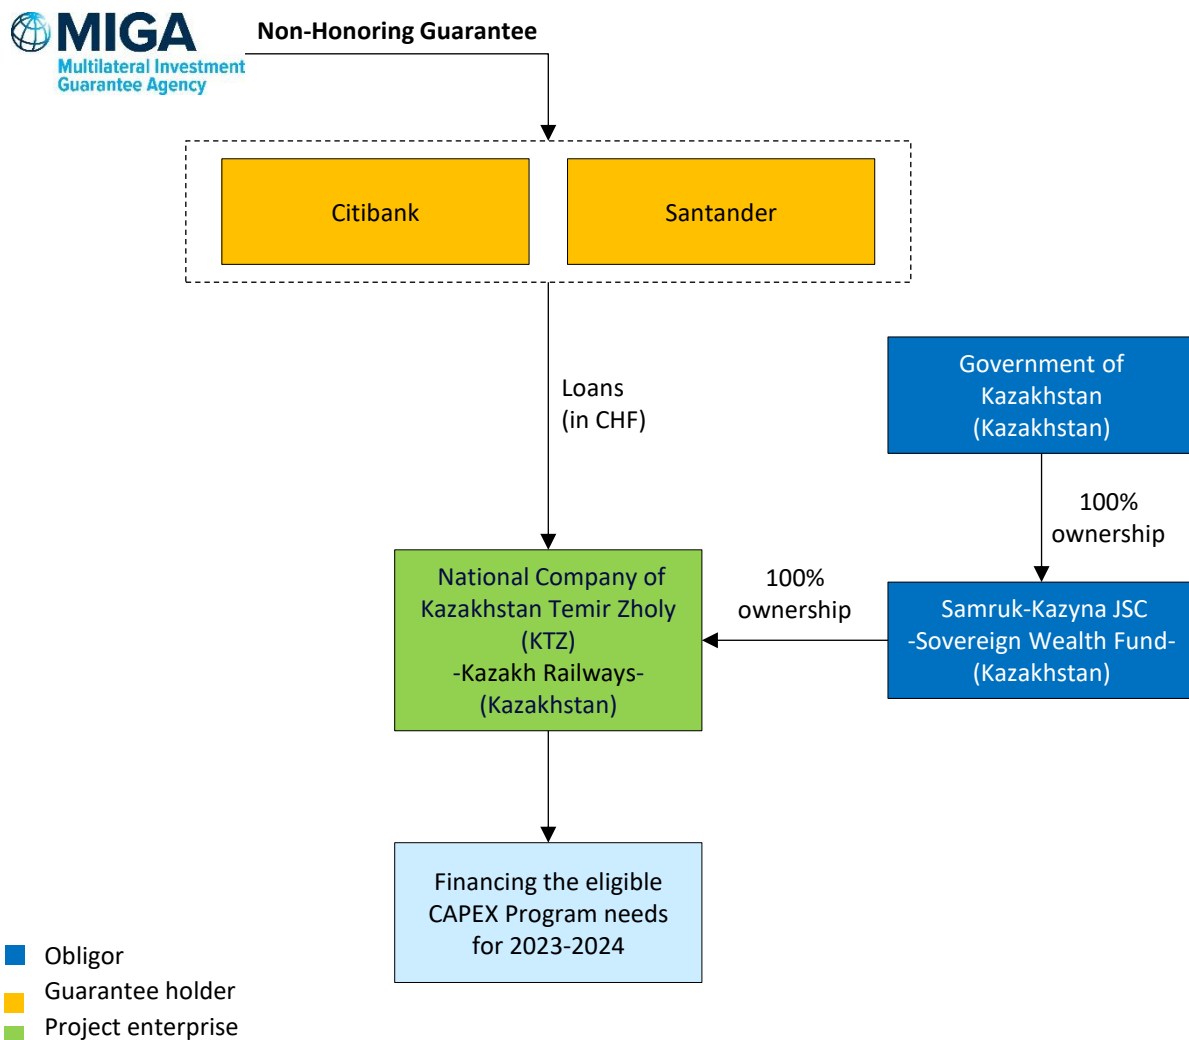 MIGA
Multilateral Investment
Guarantee Agency
Non-Honoring Guarantee
Citibank
Santander
Loans
(in CHF)
Government of
Kazakhstan
(Kazakhstan)
100%
ownership
National Company of
Kazakhstan Temir Zholy
(KTZ)
-Kazakh Railways-
(Kazakhstan)
100%
ownership
Samruk-Kazyna JSC
-Sovereign Wealth Fund-
(Kazakhstan)
Financing the eligible
CAPEX Program needs
for 2023-2024
Obligor
Guarantee holder
Project enterprise